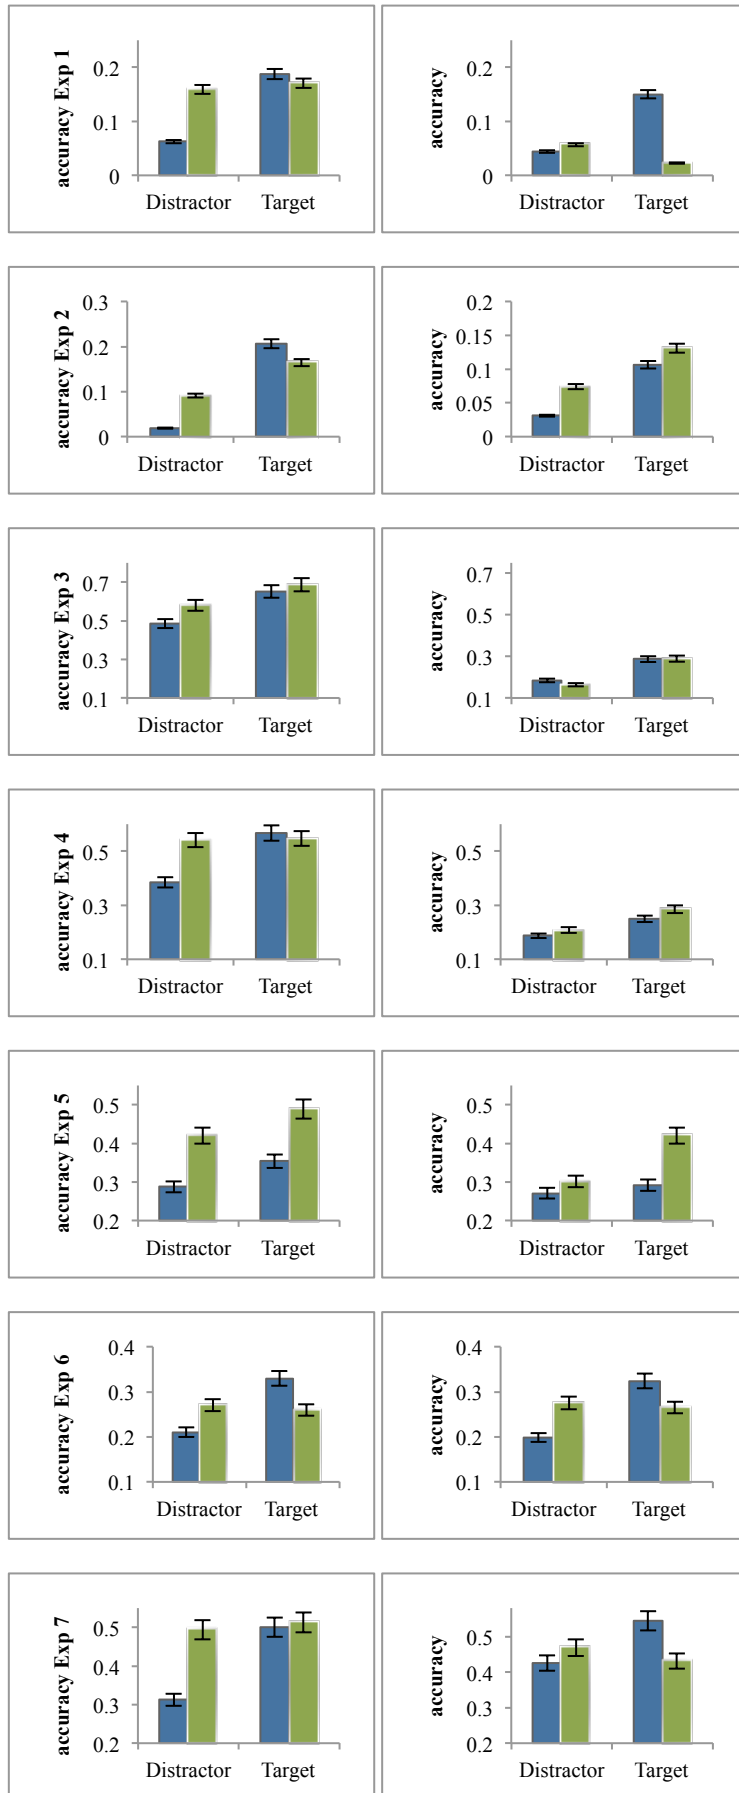 accuracy Exp 1
0.2
0.1
0
Distractor Target
accuracy
0.2
0.1
0
Distractor Target
accuracy Exp 2
0.3
0.2
0.1
0
Distractor Target
accuracy
0.2
0.15
0.1
0.05
0
Distractor Target
accuracy Exp 3
0.7
0.5
0.3
0.1
Distractor Target
accuracy
0.7
0.5
0.3
0.1
Distractor Target
accuracy Exp 4
0.5
0.3
0.1
Distractor Target
accuracy
0.5
0.3
0.1
Distractor Target
accuracy Exp 5
0.5
0.4
0.3
0.2
Distractor Target
accuracy
0.5
0.4
0.3
0.2
Distractor Target
accuracy Exp 6
0.4
0.3
0.2
0.1
Distractor Target
accuracy
0.4
0.3
0.2
0.1
Distractor Target
accuracy Exp 7
0.5
0.4
0.3
0.2
Distractor Target
accuracy
0.5
0.4
0.3
0.2
Distractor Target